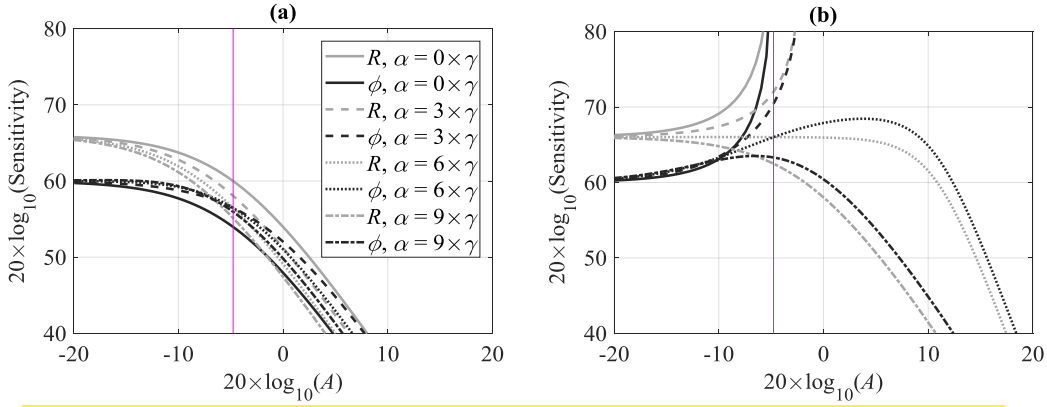 (a)
80
70
60
50
40
-20
-10
0
10
20
20×log10(Sensitivity)
20×log10(A)
R, α = 0×γ
ϕ, α = 0×γ
R, α = 3×γ
ϕ, α = 3×γ
R, α = 6×γ
ϕ, α = 6×γ
R, α = 9×γ
ϕ, α = 9×γ
(b)
80
70
60
50
40
-20
-10
0
10
20
20×log10(Sensitivity)
20×log10(A)